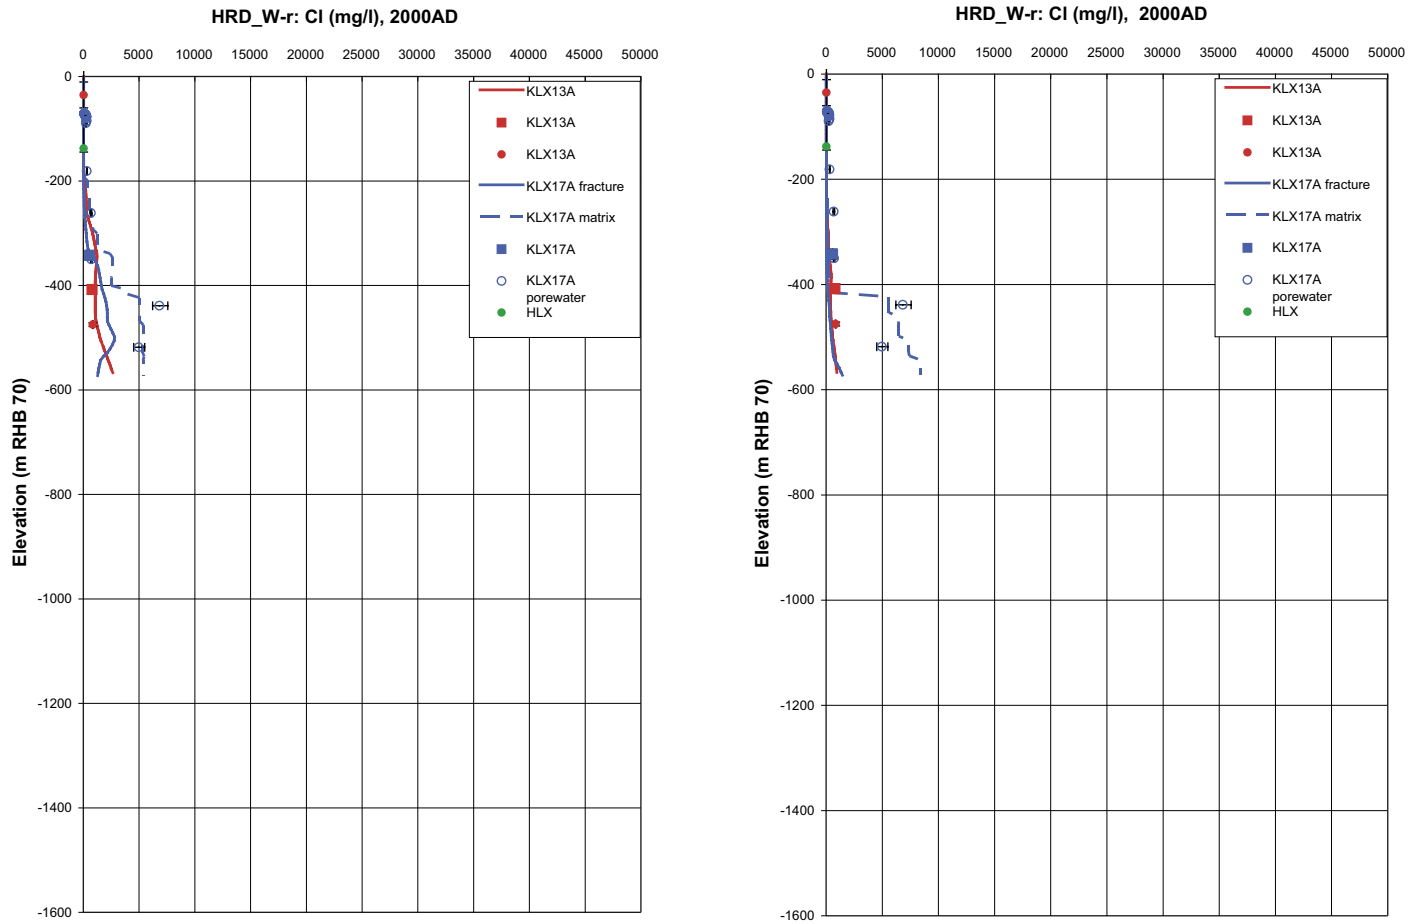 HRD_W-r: Cl (mg/l), 2000AD
0 5000 10000 15000 20000 25000 30000 35000 40000 45000 50000
0
-200
-400
-600
-800
-1000
-1200
-1400
-1600
Elevation (m RHB 70)
KLX13A
KLX13A
KLX13A
KLX17A fracture
KLX17A matrix
KLX17A
KLX17A
porewater
HLX
HRD_W-r: Cl (mg/l), 2000AD
0 5000 10000 15000 20000 25000 30000 35000 40000 45000 50000
0
-200
-400
-600
-800
-1000
-1200
-1400
-1600
Elevation (m RHB 70)
KLX13A
KLX13A
KLX13A
KLX17A fracture
KLX17A matrix
KLX17A
KLX17A
porewater
HLX